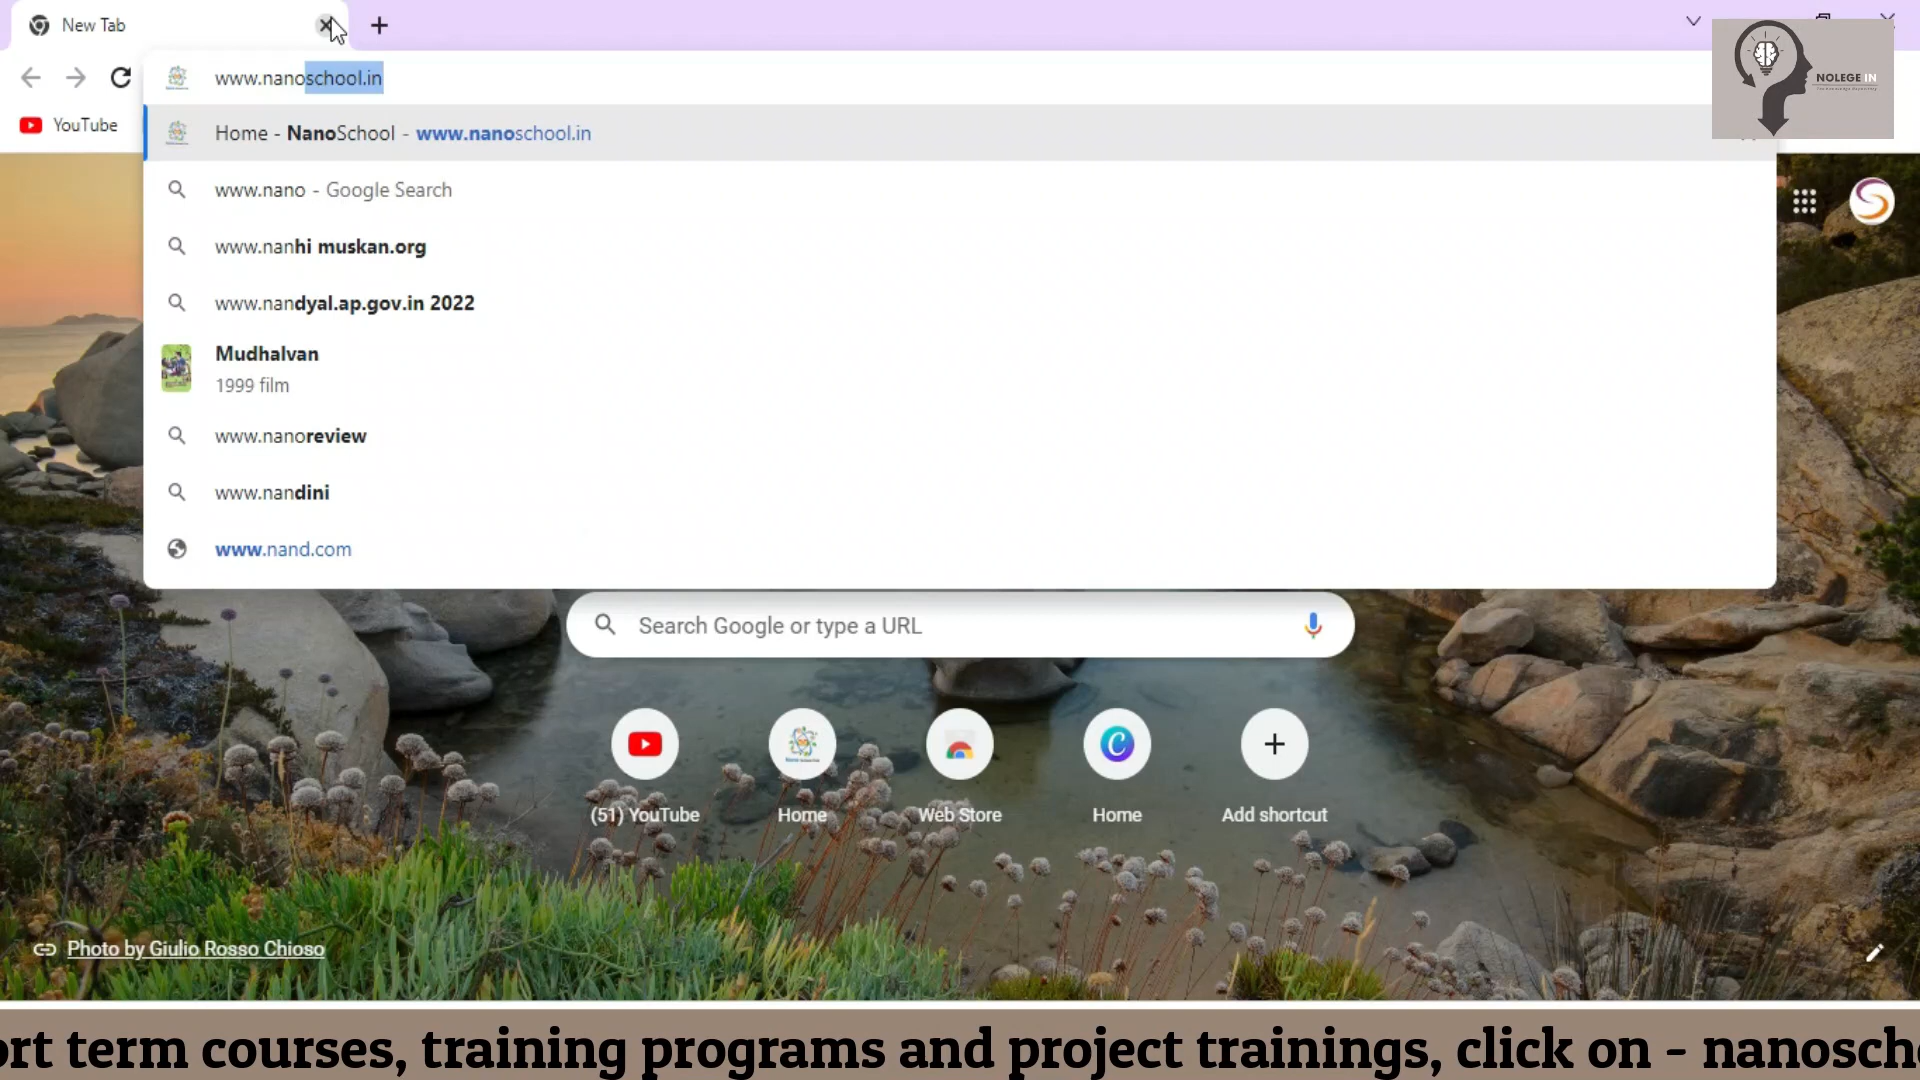 New Tab
www.nanoschool.in
NOLEGE IN
YouTube
Home - NanoSchool - www.nanoschool.in
www.nano - Google Search
www.nanhi muskan.org
www.nandyal.ap.gov.in 2022
Mudhalvan
1999 film
www.nanoreview
www.nandini
www.nand.com
Search Google or type a URL
(51) YouTube
Home
Web Store
Home
Add shortcut
Photo by Giulio Rosso Chioso
ort term courses, training programs and project trainings, click on - nanosch